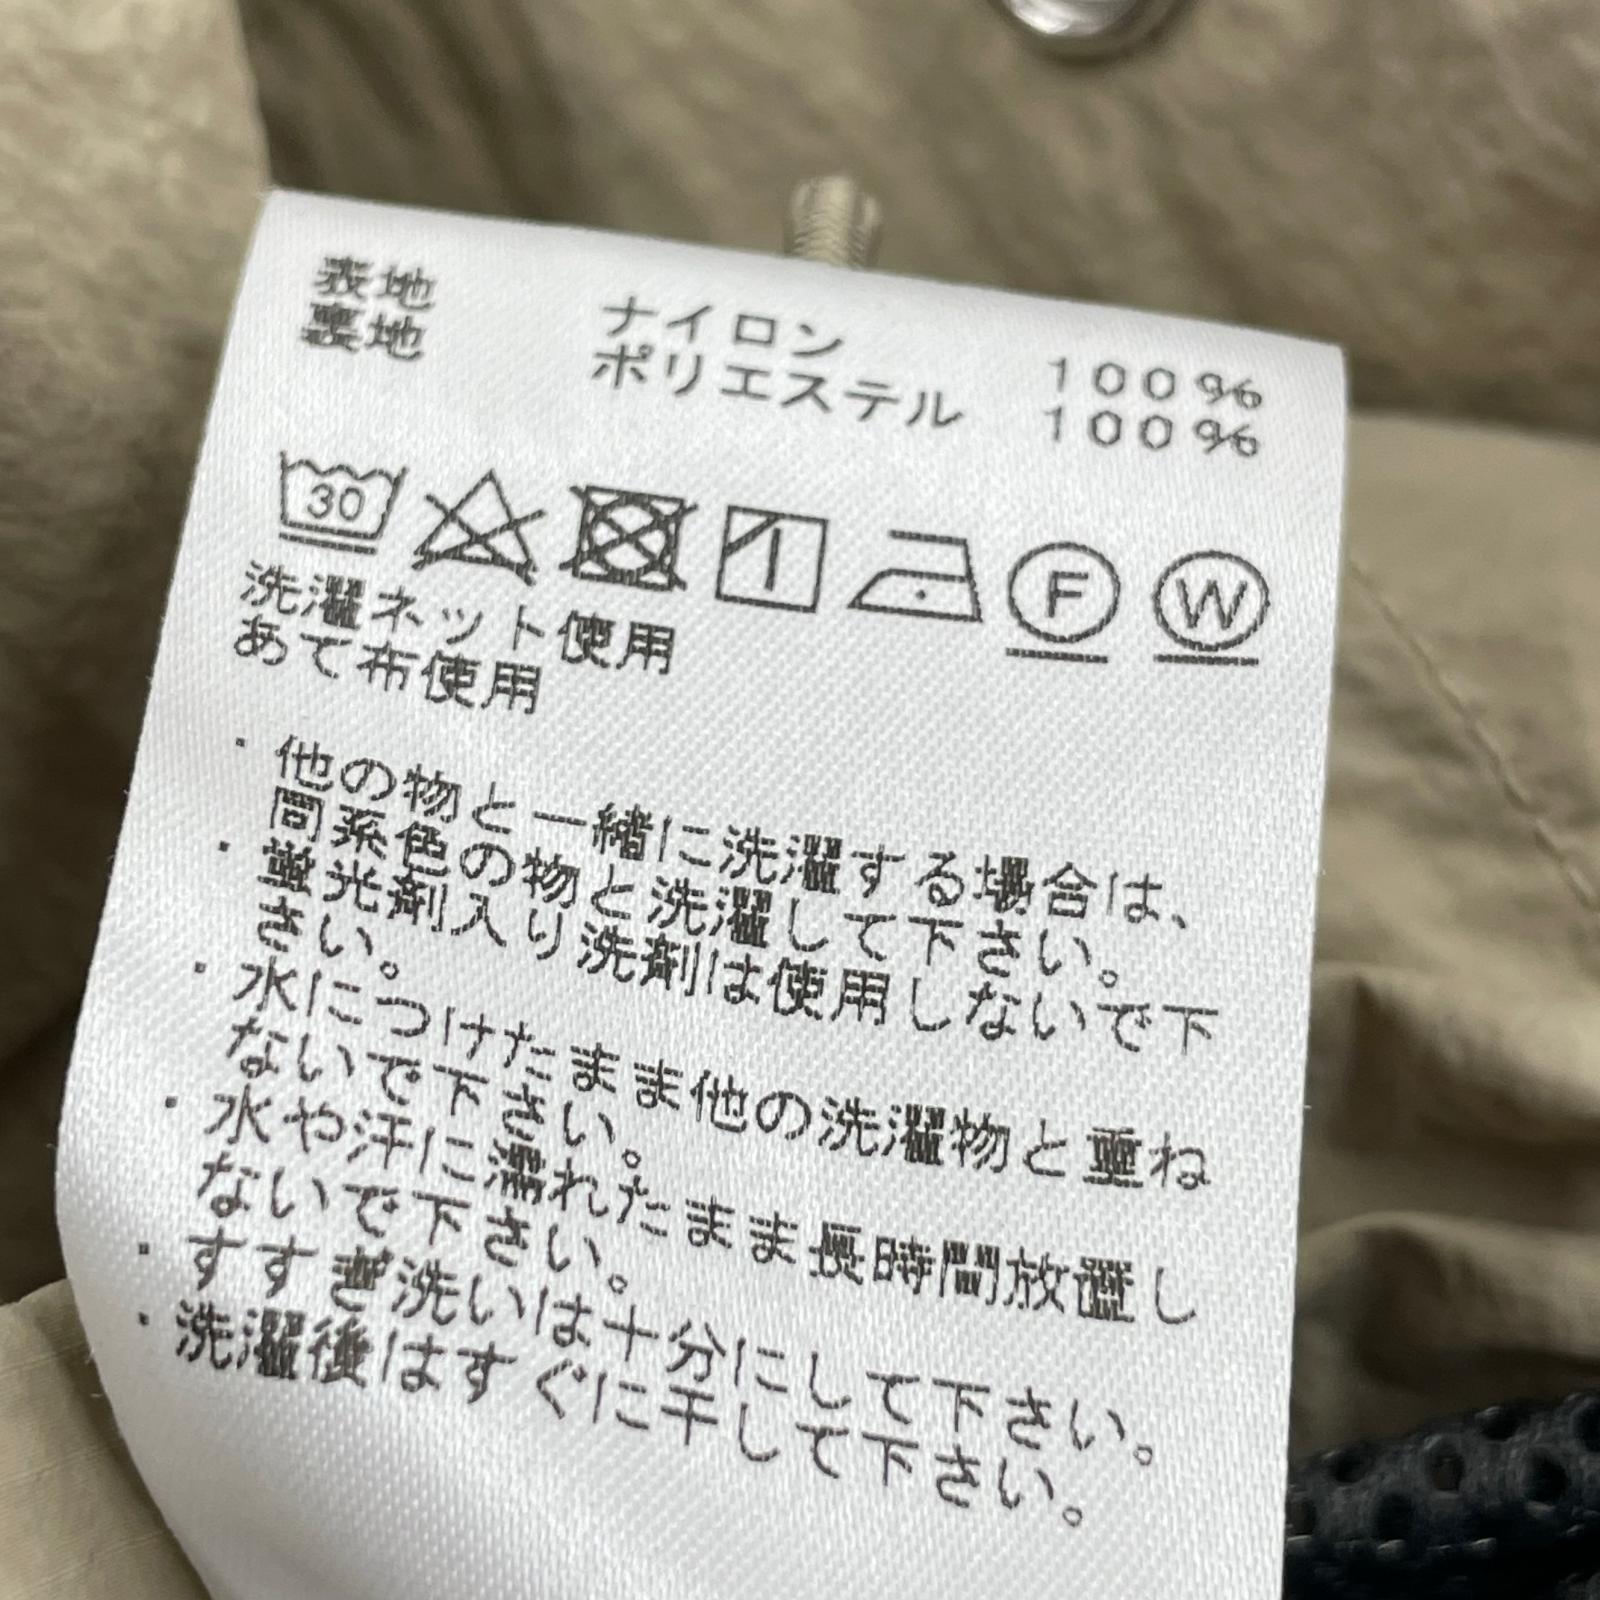 表地 ナイロン 100%
裏地 ポリエステル 100%
30 F W
洗濯ネット使用
あて布使用
・他の物と一緒に洗濯する場合は、
同系色の物と洗濯して下さい。
・蛍光剤入り洗剤は使用しないで下
さい。
・水につけたまま他の洗濯物と重ね
ないで下さい。
・水や汗に濡れたまま長時間放置し
ないで下さい。
・すすぎ洗いは十分にして下さい。
・洗濯後はすぐに干して下さい。